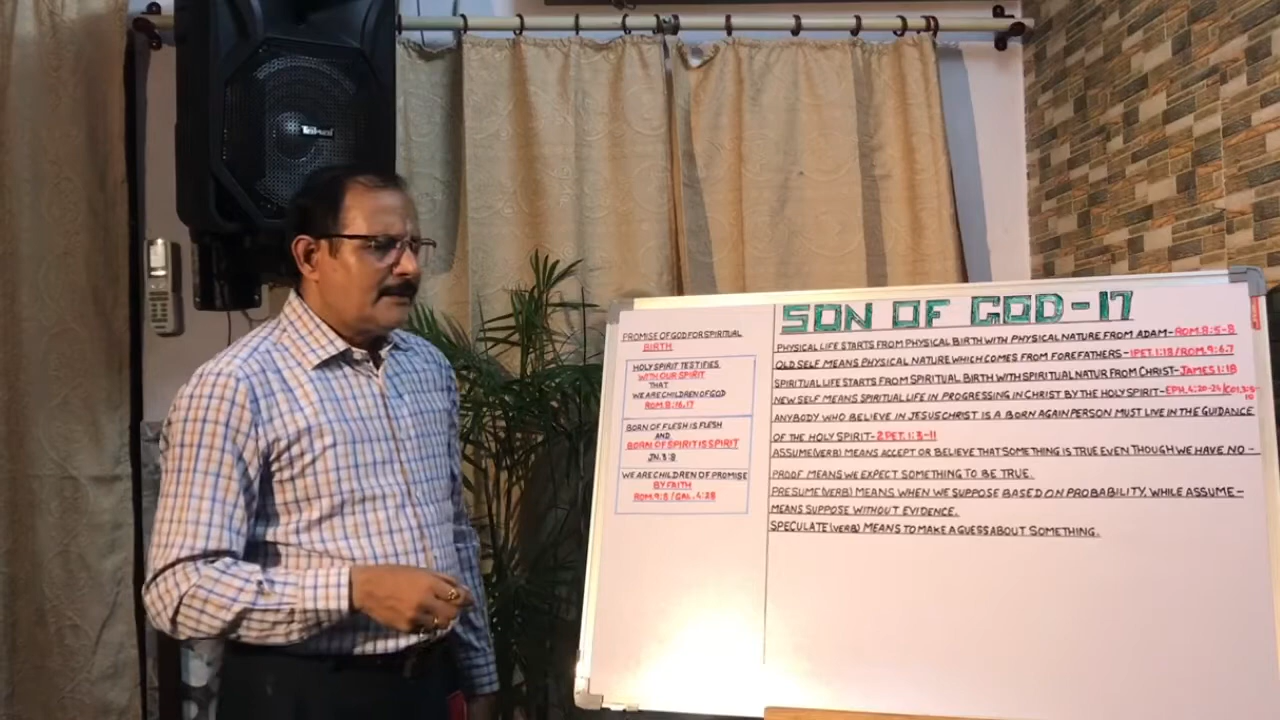 SON OF GOD-17
PROMISE OF GOD FOR SPIRITUAL
BIRTH
HOLY SPIRIT TESTIFIES
WITH OUR SPIRIT
THAT
WE ARE CHILDREN OF GOD
ROM.8:16,17
BORN OF FLESH IS FLESH
AND
BORN OF SPIRIT IS SPIRIT
JN.3:8
WE ARE CHILDREN OF PROMISE
BY FAITH
ROM.9:8/GAL.4:28
PHYSICAL LIFE STARTS FROM PHYSICAL BIRTH WITH PHYSICAL NATURE FROM ADAM-ROM.8:5-8
OLD SELF MEANS PHYSICAL NATURE WHICH COMES FROM FOREFATHERS-1PET.1:18/ROM.9:6,7
SPIRITUAL LIFE STARTS FROM SPIRITUAL BIRTH WITH SPIRITUAL NATUR FROM CHRIST-JAMES 1:18
NEW SELF MEANS SPIRITUAL LIFE IN PROGRESSING IN CHRIST BY THE HOLY SPIRIT-EPH.4:20-24/
ANYBODY WHO BELIEVE IN JESUS CHRIST IS A BORN AGAIN PERSON MUST LIVE IN THE GUIDANCE
OF THE HOLY SPIRIT-2PET.1:3-11
ASSUME(VERB) MEANS ACCEPT OR BELIEVE THAT SOMETHING IS TRUE EVEN THOUGH WE HAVE NO-
PROOF MEANS WE EXPECT SOMETHING TO BE TRUE.
PRESUME(VERB) MEANS WHEN WE SUPPOSE BASED ON PROBABILITY, WHILE ASSUME-
MEANS SUPPOSE WITHOUT EVIDENCE.
SPECULATE(VERB) MEANS TO MAKE A GUESS ABOUT SOMETHING.